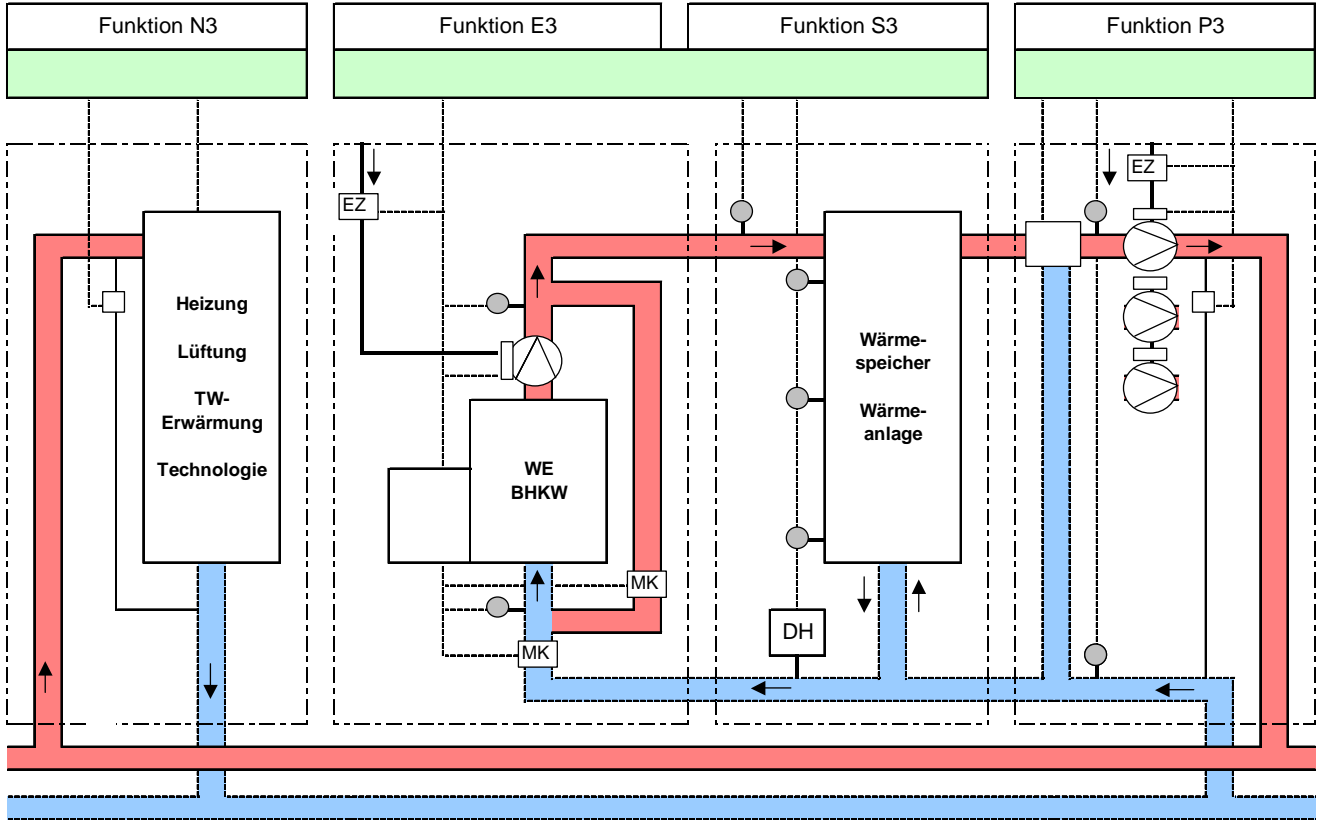 Funktion N3
Funktion E3
Funktion S3
Funktion P3
EZ
EZ
Heizung
Lüftung
TW-
Erwärmung
Technologie
WE
BHKW
Wärme-
speicher
Wärme-
anlage
MK
MK
DH